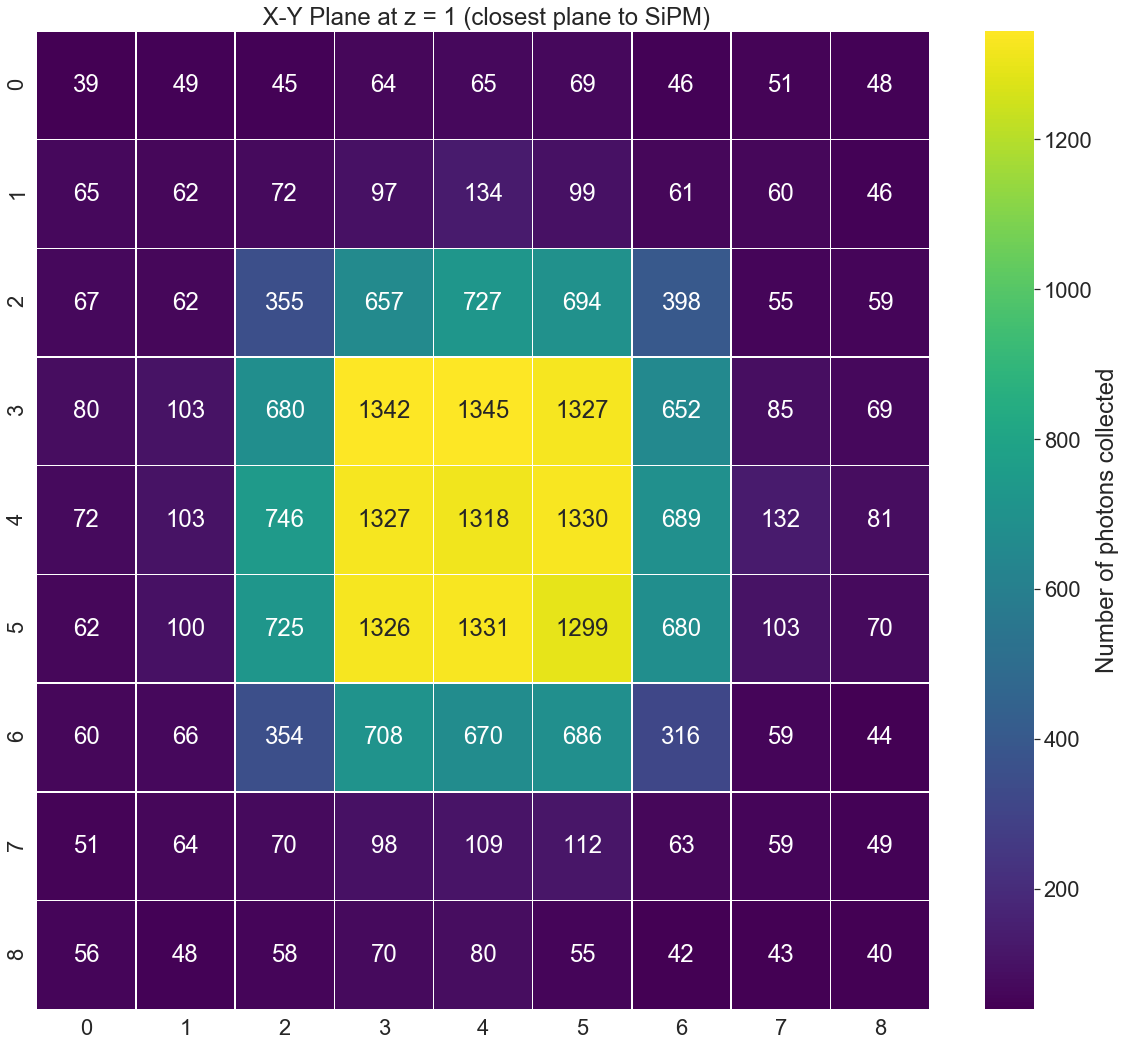 X-Y Plane at z = 1 (closest plane to SiPM)
0 39 49 45 64 65 69 46 51 48
1 65 62 72 97 134 99 61 60 46
2 67 62 355 657 727 694 398 55 59
3 80 103 680 1342 1345 1327 652 85 69
4 72 103 746 1327 1318 1330 689 132 81
5 62 100 725 1326 1331 1299 680 103 70
6 60 66 354 708 670 686 316 59 44
7 51 64 70 98 109 112 63 59 49
8 56 48 58 70 80 55 42 43 40
0 1 2 3 4 5 6 7 8
1200
1000
800
600
400
200
Number of photons collected